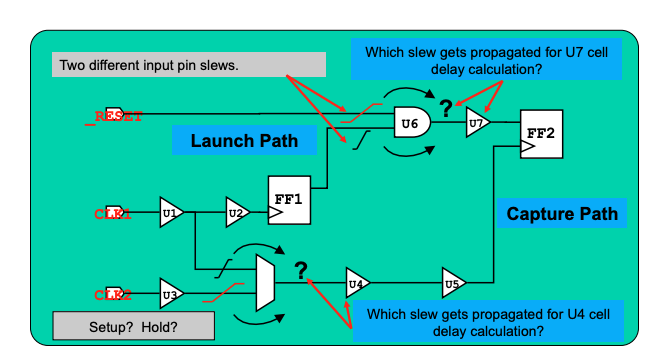 Two different input pin slews.
Which slew gets propagated for U7 cell
delay calculation?
_RESET
?
U6
U7
FF2
Launch Path
FF1
CLK1
U1
U2
Capture Path
?
CLK2
U3
U4
U5
Setup? Hold?
Which slew gets propagated for U4 cell
delay calculation?